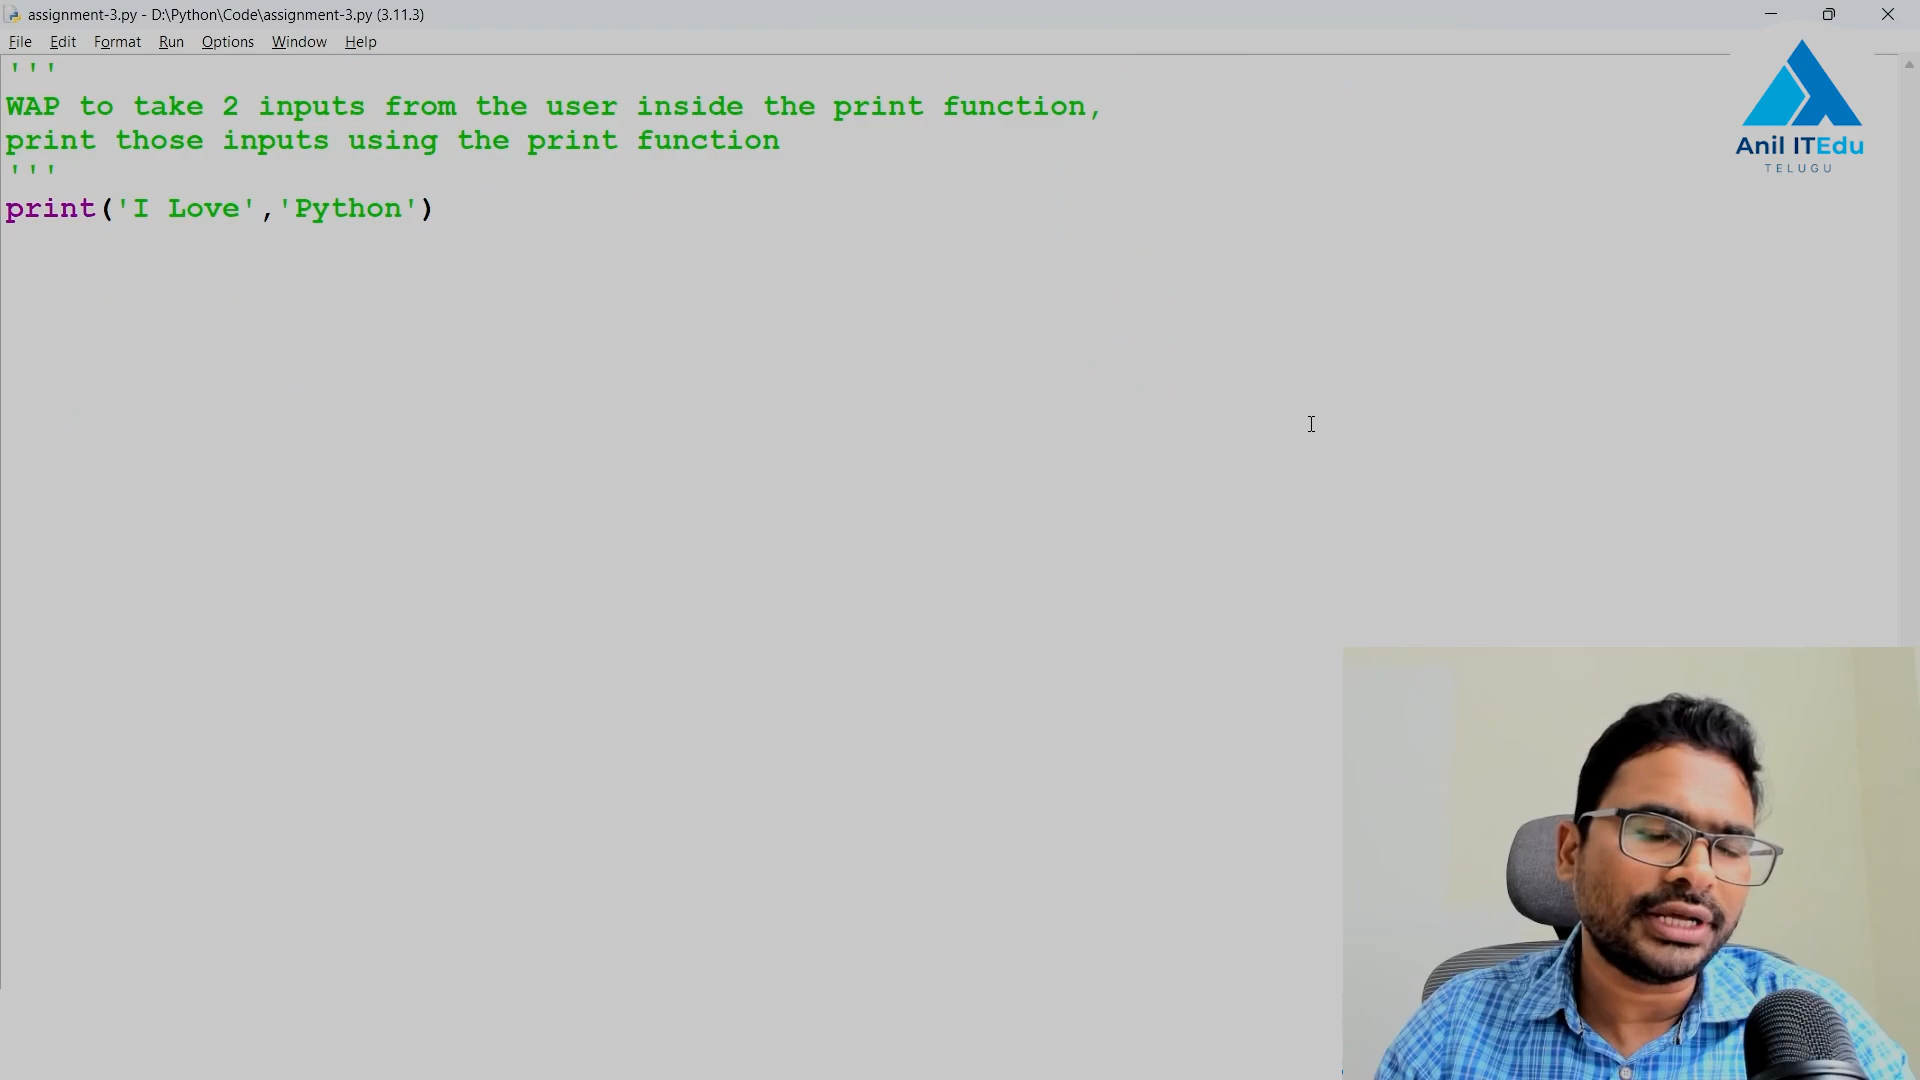 assignment-3.py - D:\Python\Code\assignment-3.py (3.11.3)
File Edit Format Run Options Window Help
'''
WAP to take 2 inputs from the user inside the print function,
print those inputs using the print function
'''
print('I Love','Python')
Anil ITEdu
TELUGU